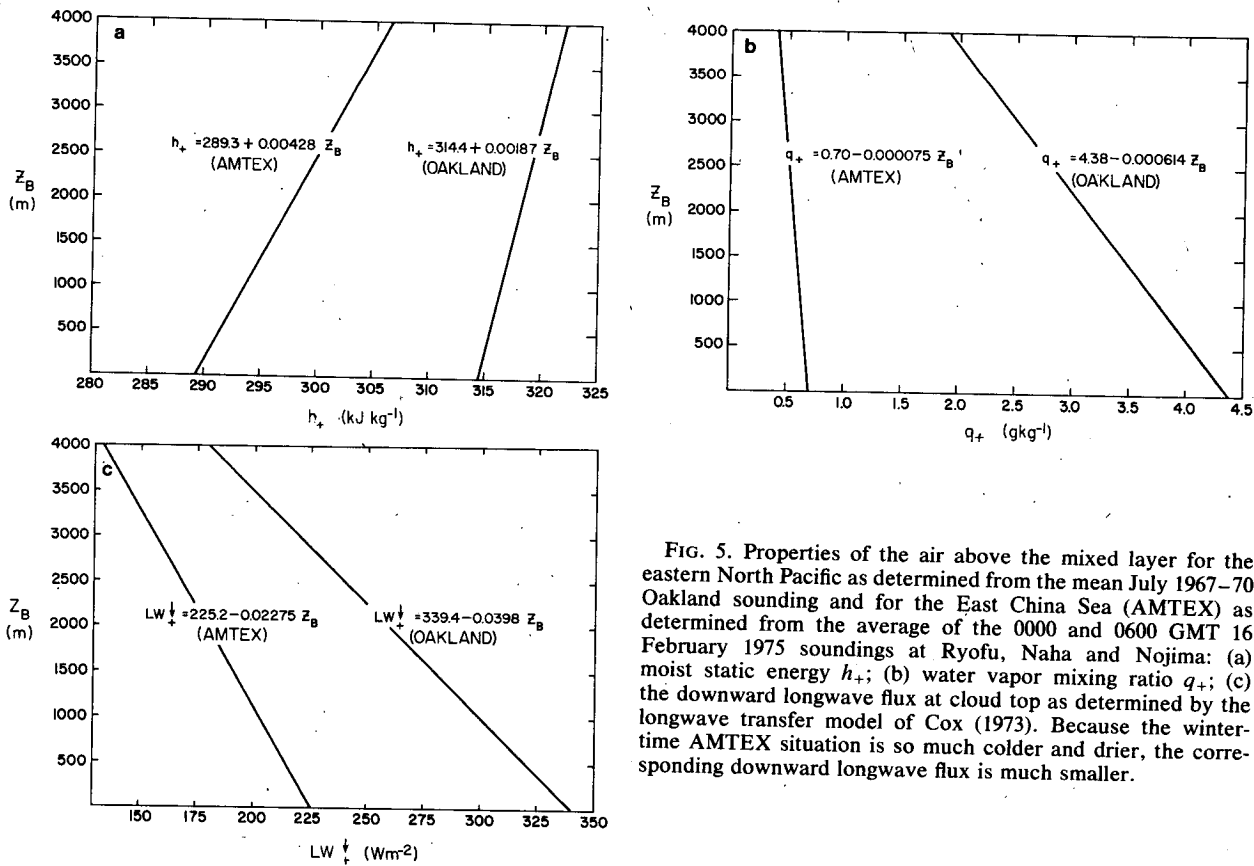 a
4000
3500
3000
2500
2000
1500
1000
500
Z_B
(m)
h₊ =289.3+0.00428 Z_B
(AMTEX)
h₊ =314.4+0.00187 Z_B
(OAKLAND)
280 285 290 295 300 305 310 315 320 325
h₊ (kJ kg⁻¹)
b
4000
3500
3000
2500
2000
1500
1000
500
Z_B
(m)
q₊ =0.70-0.000075 Z_B
(AMTEX)
q₊ =4.38-0.000614 Z_B
(OAKLAND)
0.5 1.0 1.5 2.0 2.5 3.0 3.5 4.0 4.5
q₊ (gkg⁻¹)
c
4000
3500
3000
2500
2000
1500
1000
500
Z_B
(m)
LW₊↓ =225.2-0.02275 Z_B
(AMTEX)
LW₊↓ =339.4-0.0398 Z_B
(OAKLAND)
150 175 200 225 250 275 300 325 350
LW₊↓ (Wm⁻²)
FIG. 5. Properties of the air above the mixed layer for the
eastern North Pacific as determined from the mean July 1967–70
Oakland sounding and for the East China Sea (AMTEX) as
determined from the average of the 0000 and 0600 GMT 16
February 1975 soundings at Ryofu, Naha and Nojima: (a)
moist static energy h₊; (b) water vapor mixing ratio q₊; (c)
the downward longwave flux at cloud top as determined by the
longwave transfer model of Cox (1973). Because the winter-
time AMTEX situation is so much colder and drier, the corre-
sponding downward longwave flux is much smaller.